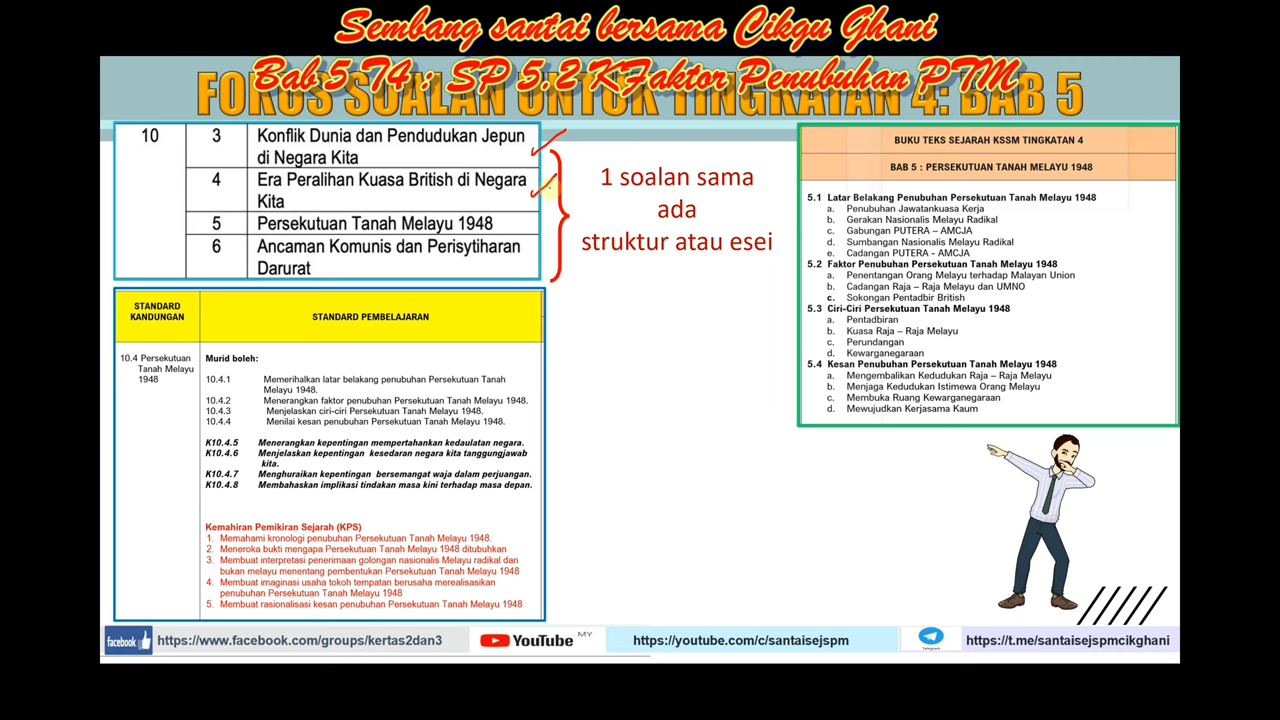 Sembang santai bersama Cikgu Ghani
Bab 5 T4 : SP 5.2 K Faktor Penubuhan PTM
FOKUS SOALAN UNTUK TINGKATAN 4: BAB 5
10 3 Konflik Dunia dan Pendudukan Jepun
di Negara Kita
4 Era Peralihan Kuasa British di Negara
Kita
5 Persekutuan Tanah Melayu 1948
6 Ancaman Komunis dan Perisytiharan
Darurat
1 soalan sama
ada
struktur atau esei
BUKU TEKS SEJARAH KSSM TINGKATAN 4
BAB 5 : PERSEKUTUAN TANAH MELAYU 1948
5.1 Latar Belakang Penubuhan Persekutuan Tanah Melayu 1948
a. Penubuhan Jawatankuasa Kerja
b. Gerakan Nasionalis Melayu Radikal
c. Gabungan PUTERA – AMCJA
d. Sumbangan Nasionalis Melayu Radikal
e. Cadangan PUTERA - AMCJA
5.2 Faktor Penubuhan Persekutuan Tanah Melayu 1948
a. Penentangan Orang Melayu terhadap Malayan Union
b. Cadangan Raja – Raja Melayu dan UMNO
c. Sokongan Pentadbir British
5.3 Ciri-Ciri Persekutuan Tanah Melayu 1948
a. Pentadbiran
b. Kuasa Raja – Raja Melayu
c. Perundangan
d. Kewarganegaraan
5.4 Kesan Penubuhan Persekutuan Tanah Melayu 1948
a. Mengembalikan Kedudukan Raja – Raja Melayu
b. Menjaga Kedudukan Istimewa Orang Melayu
c. Membuka Ruang Kewarganegaraan
d. Mewujudkan Kerjasama Kaum
STANDARD
KANDUNGAN
STANDARD PEMBELAJARAN
10.4 Persekutuan
Tanah Melayu
1948
Murid boleh:
10.4.1 Memerihalkan latar belakang penubuhan Persekutuan Tanah
Melayu 1948.
10.4.2 Menerangkan faktor penubuhan Persekutuan Tanah Melayu 1948.
10.4.3 Menjelaskan ciri-ciri Persekutuan Tanah Melayu 1948.
10.4.4 Menilai kesan penubuhan Persekutuan Tanah Melayu 1948.
K10.4.5 Menerangkan kepentingan mempertahankan kedaulatan negara.
K10.4.6 Menjelaskan kepentingan kesedaran negara kita tanggungjawab
kita.
K10.4.7 Menghuraikan kepentingan bersemangat waja dalam perjuangan.
K10.4.8 Membahaskan implikasi tindakan masa kini terhadap masa depan.
Kemahiran Pemikiran Sejarah (KPS)
1. Memahami kronologi penubuhan Persekutuan Tanah Melayu 1948.
2. Meneroka bukti mengapa Persekutuan Tanah Melayu 1948 ditubuhkan
3. Membuat interpretasi penerimaan golongan nasionalis Melayu radikal dan
bukan melayu menentang pembentukan Persekutuan Tanah Melayu 1948
4. Membuat imaginasi usaha tokoh tempatan berusaha merealisasikan
penubuhan Persekutuan Tanah Melayu 1948
5. Membuat rasionalisasi kesan penubuhan Persekutuan Tanah Melayu 1948
facebook https://www.facebook.com/groups/kertas2dan3 YouTube MY https://youtube.com/c/santaisejspm Telegram https://t.me/santaisejspmcikghani